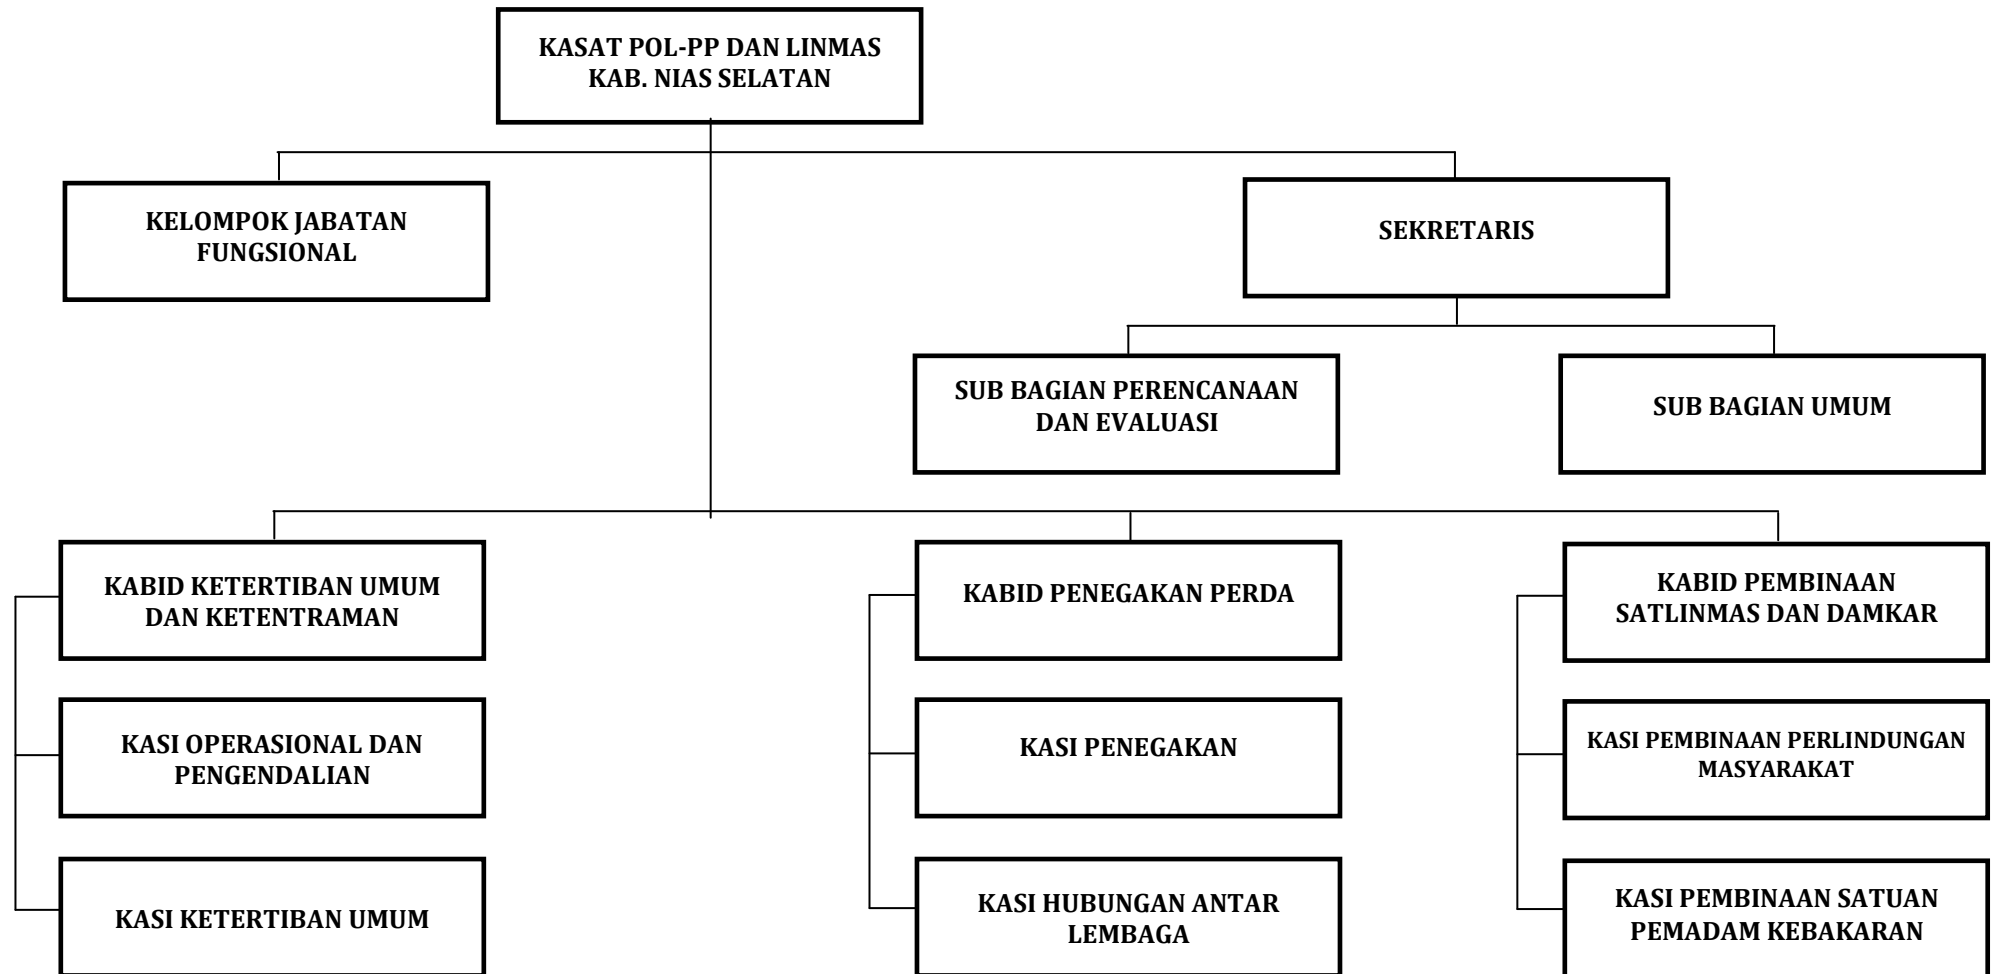 KASAT POL-PP DAN LINMAS
KAB. NIAS SELATAN
KELOMPOK JABATAN
FUNGSIONAL
SEKRETARIS
SUB BAGIAN PERENCANAAN
DAN EVALUASI
SUB BAGIAN UMUM
KABID KETERTIBAN UMUM
DAN KETENTRAMAN
KABID PENEGAKAN PERDA
KABID PEMBINAAN
SATLINMAS DAN DAMKAR
KASI OPERASIONAL DAN
PENGENDALIAN
KASI PENEGAKAN
KASI PEMBINAAN PERLINDUNGAN
MASYARAKAT
KASI KETERTIBAN UMUM
KASI HUBUNGAN ANTAR
LEMBAGA
KASI PEMBINAAN SATUAN
PEMADAM KEBAKARAN